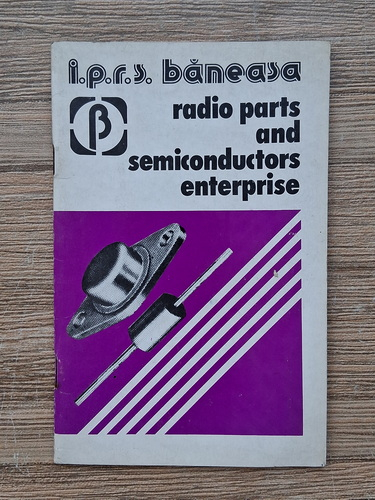 i.p.r.s. băneasa
β
radio parts
and
semiconductors
enterprise